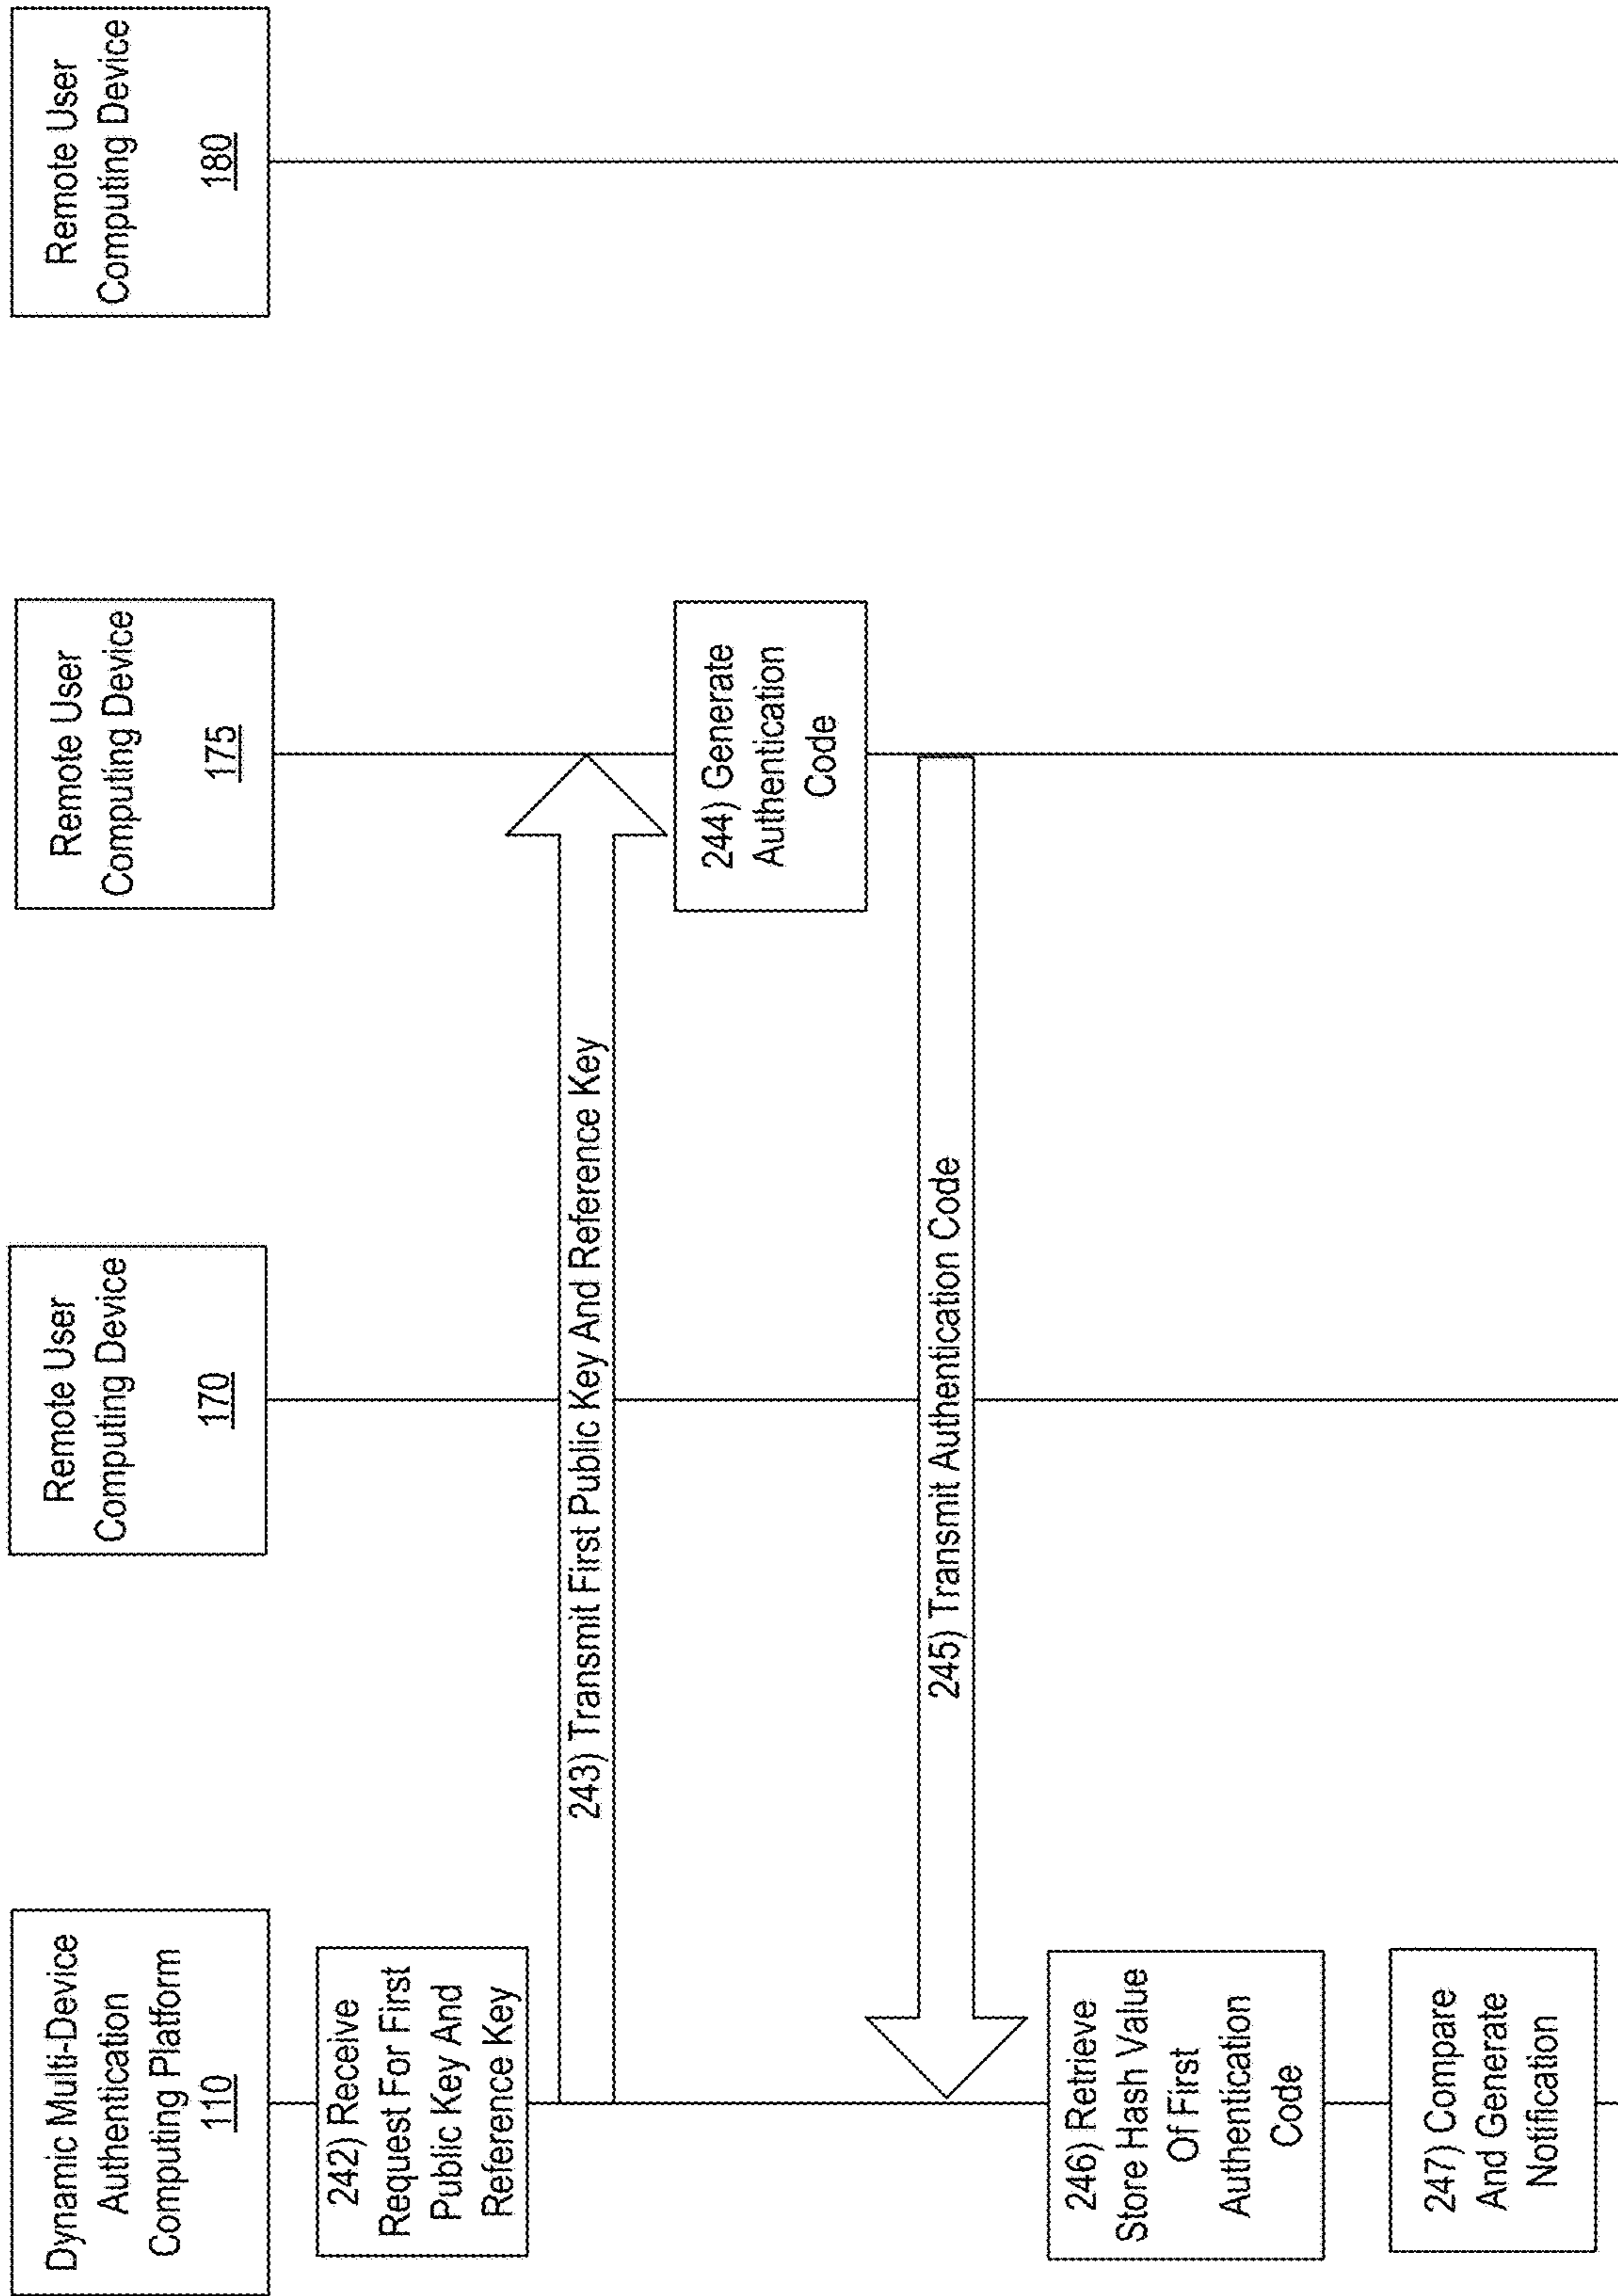 Dynamic Multi-Device
Authentication
Computing Platform
110
Remote User
Computing Device
170
Remote User
Computing Device
175
Remote User
Computing Device
180
242) Receive
Request For First
Public Key And
Reference Key
243) Transmit First Public Key And Reference Key
244) Generate
Authentication
Code
245) Transmit Authentication Code
246) Retrieve
Store Hash Value
Of First
Authentication
Code
247) Compare
And Generate
Notification